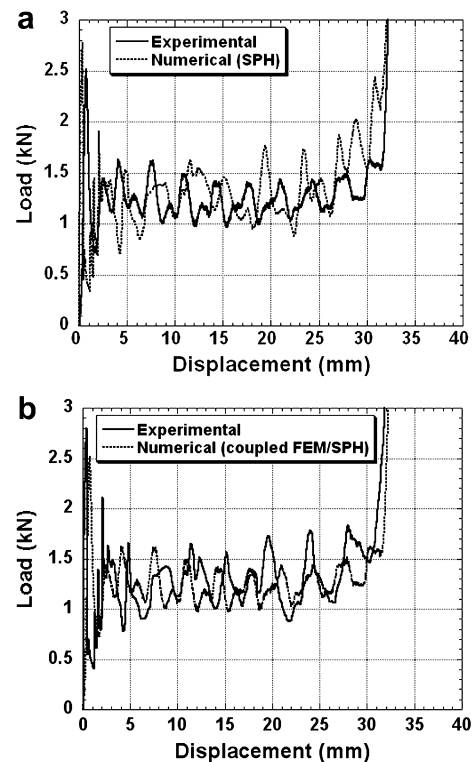 a
Experimental
Numerical (SPH)
Load (kN)
3
2.5
2
1.5
1
0.5
0
0 5 10 15 20 25 30 35 40
Displacement (mm)
b
Experimental
Numerical (coupled FEM/SPH)
Load (kN)
3
2.5
2
1.5
1
0.5
0
0 5 10 15 20 25 30 35 40
Displacement (mm)